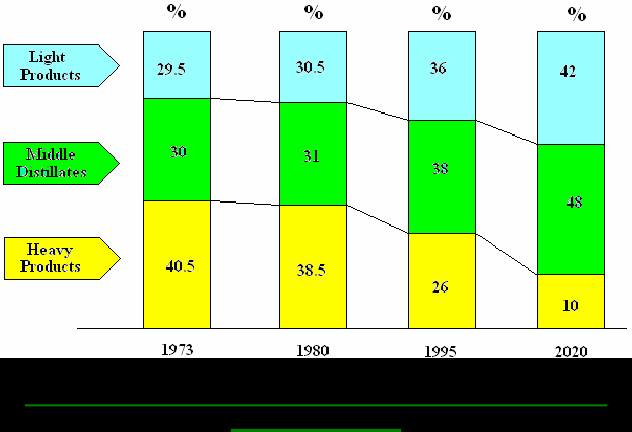 % % % %
Light
Products
29.5 30.5 36 42
Middle
Distillates
30 31 38 48
Heavy
Products
40.5 38.5 26 10
1973 1980 1995 2020